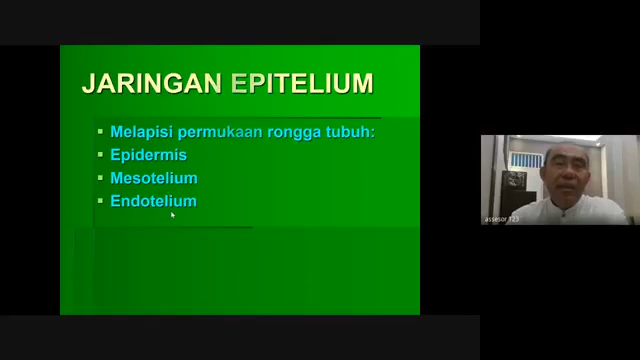 JARINGAN EPITELIUM
Melapisi permukaan rongga tubuh:
Epidermis
Mesotelium
Endotelium
assesor 123